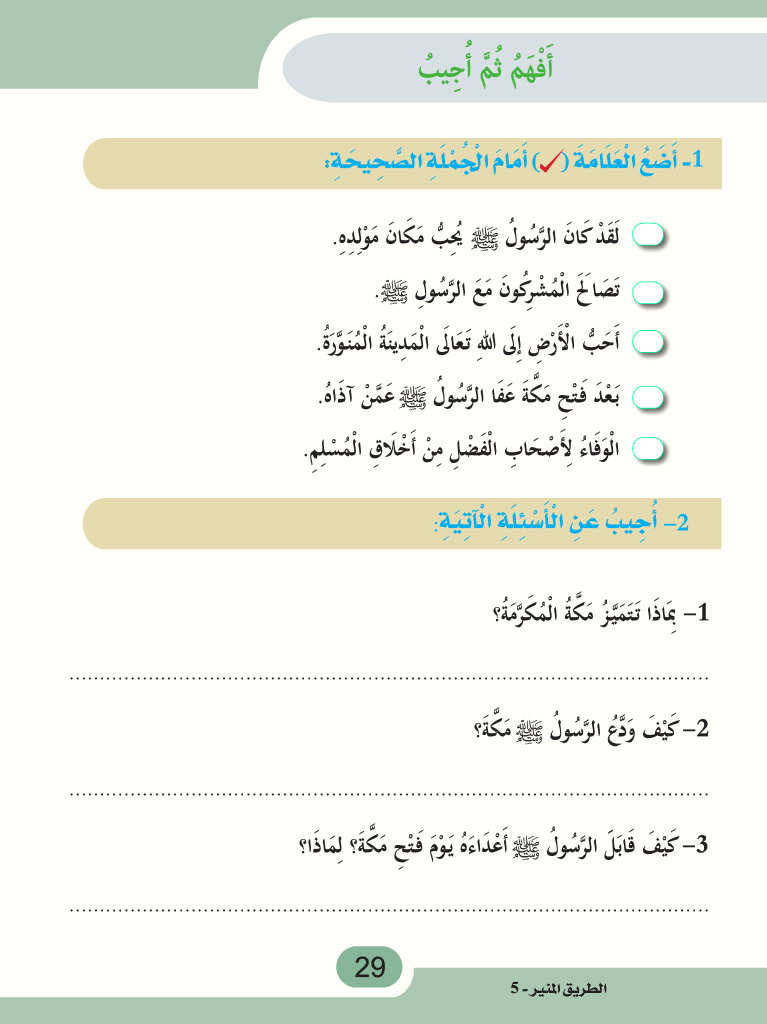 أَفْهَمُ ثُمَّ أُجِيبُ
1- أَضَعُ الْعَلَامَةَ (✓) أَمَامَ الْجُمْلَةِ الصَّحِيحَةِ:
لَقَدْ كَانَ الرَّسُولُ ﷺ يُحِبُّ مَكَانَ مَوْلِدِهِ.
تَصَالَحَ الْمُشْرِكُونَ مَعَ الرَّسُولِ ﷺ.
أَحَبُّ الْأَرْضِ إِلَى اللهِ تَعَالَى الْمَدِينَةُ الْمُنَوَّرَةُ.
بَعْدَ فَتْحِ مَكَّةَ عَفَا الرَّسُولُ ﷺ عَمَّنْ آذَاهُ.
الْوَفَاءُ لِأَصْحَابِ الْفَضْلِ مِنْ أَخْلَاقِ الْمُسْلِمِ.
2- أُجِيبُ عَنِ الْأَسْئِلَةِ الْآتِيَةِ:
1- بِمَاذَا تَتَمَيَّزُ مَكَّةُ الْمُكَرَّمَةُ؟
2- كَيْفَ وَدَّعُ الرَّسُولُ ﷺ مَكَّةَ؟
3- كَيْفَ قَابَلَ الرَّسُولُ ﷺ أَعْدَاءَهُ يَوْمَ فَتْحِ مَكَّةَ؟ لِمَاذَا؟
29
الطريق المنير - 5